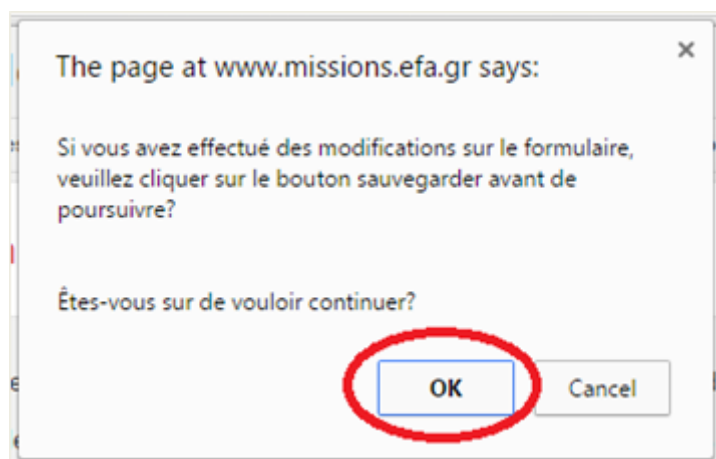 The page at www.missions.efa.gr says:
×
Si vous avez effectué des modifications sur le formulaire,
veuillez cliquer sur le bouton sauvegarder avant de
poursuivre?
Êtes-vous sur de vouloir continuer?
OK
Cancel